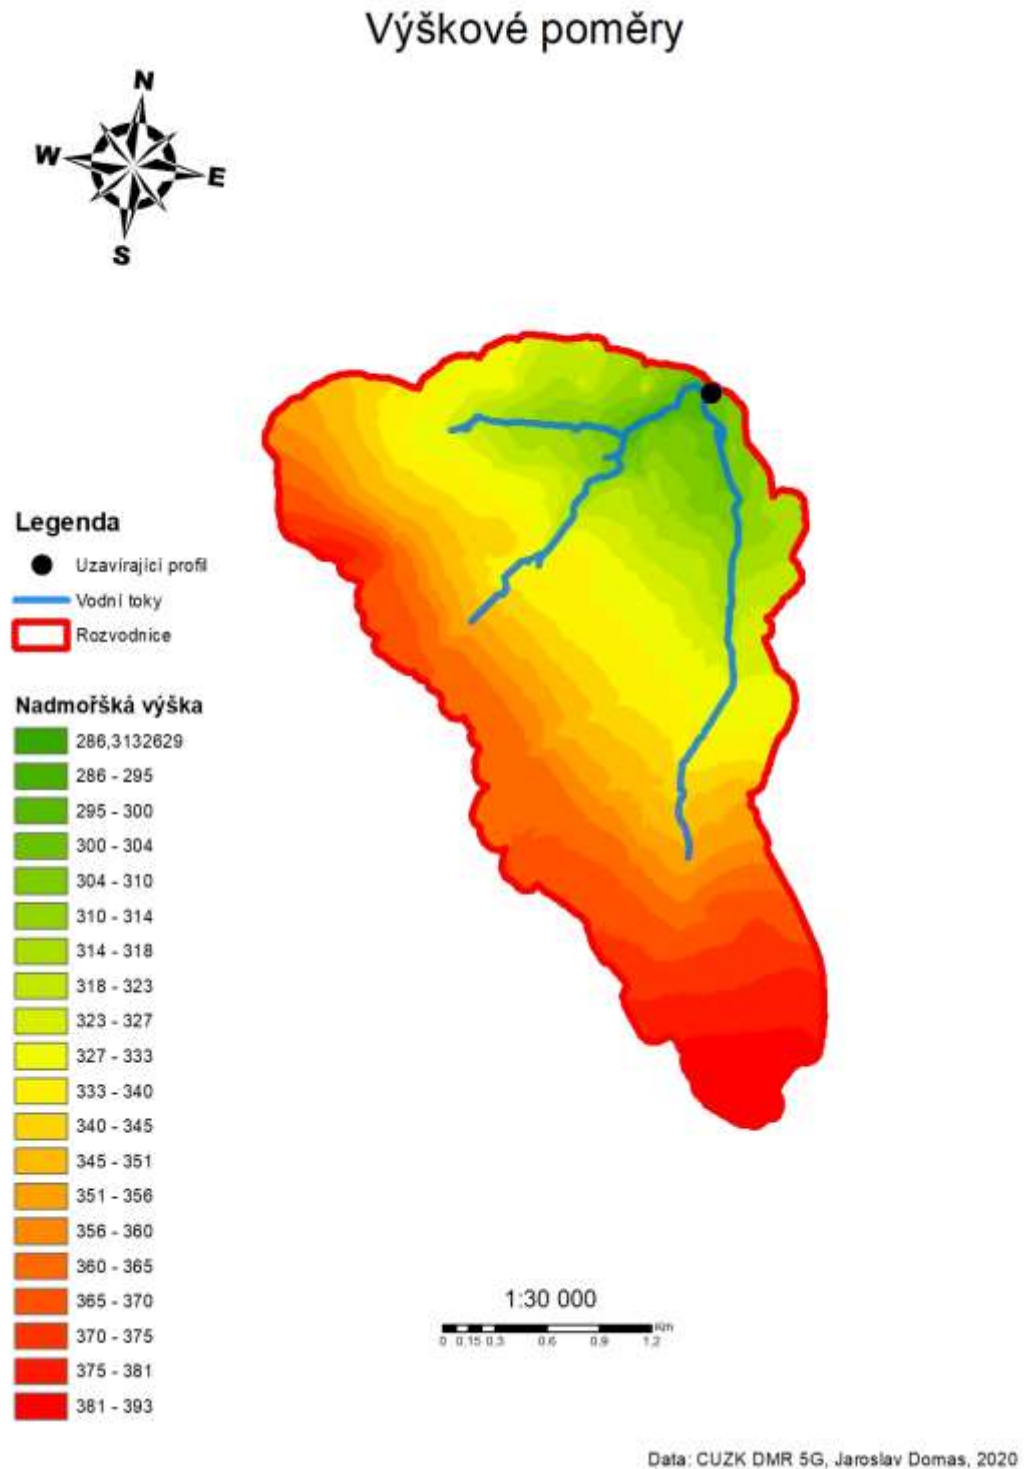 Výškové poměry
N
W
E
S
Legenda
Uzavírající profil
Vodní toky
Rozvodnice
Nadmořšká výška
286,3132629
286 - 295
295 - 300
300 - 304
304 - 310
310 - 314
314 - 318
318 - 323
323 - 327
327 - 333
333 - 340
340 - 345
345 - 351
351 - 356
356 - 360
360 - 365
365 - 370
370 - 375
375 - 381
381 - 393
1:30 000
Km
0 0,15 0,3 0,6 0,9 1,2
Data: CUZK DMR 5G, Jaroslav Domas, 2020